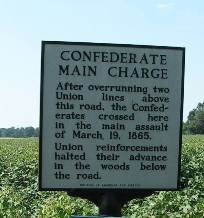 CONFEDERATE
MAIN CHARGE
After overrunning two
Union lines above
this road, the Confed-
erates crossed here
in the main assault
of March 19, 1865.
Union reinforcements
halted their advance
in the woods below
the road.